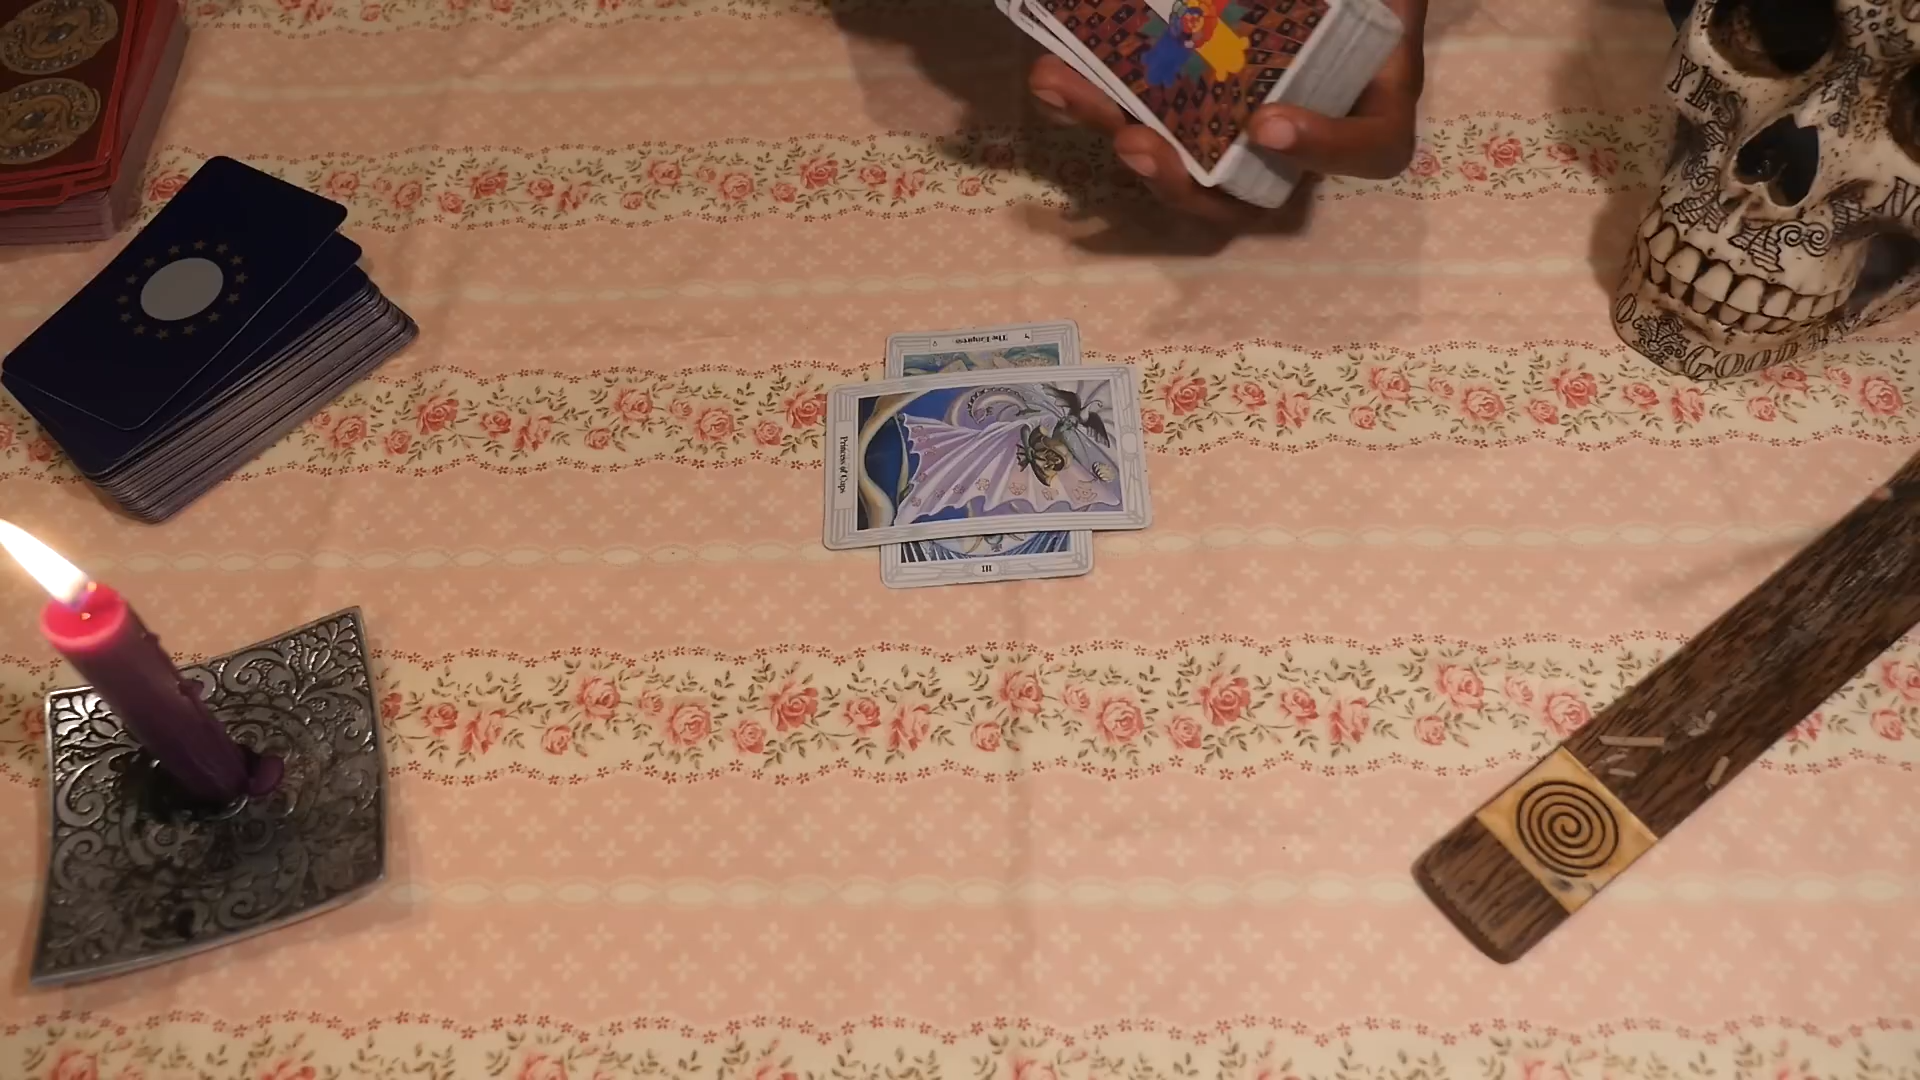 YES
NO
GOOD
The Empress
Princess of Cups
III